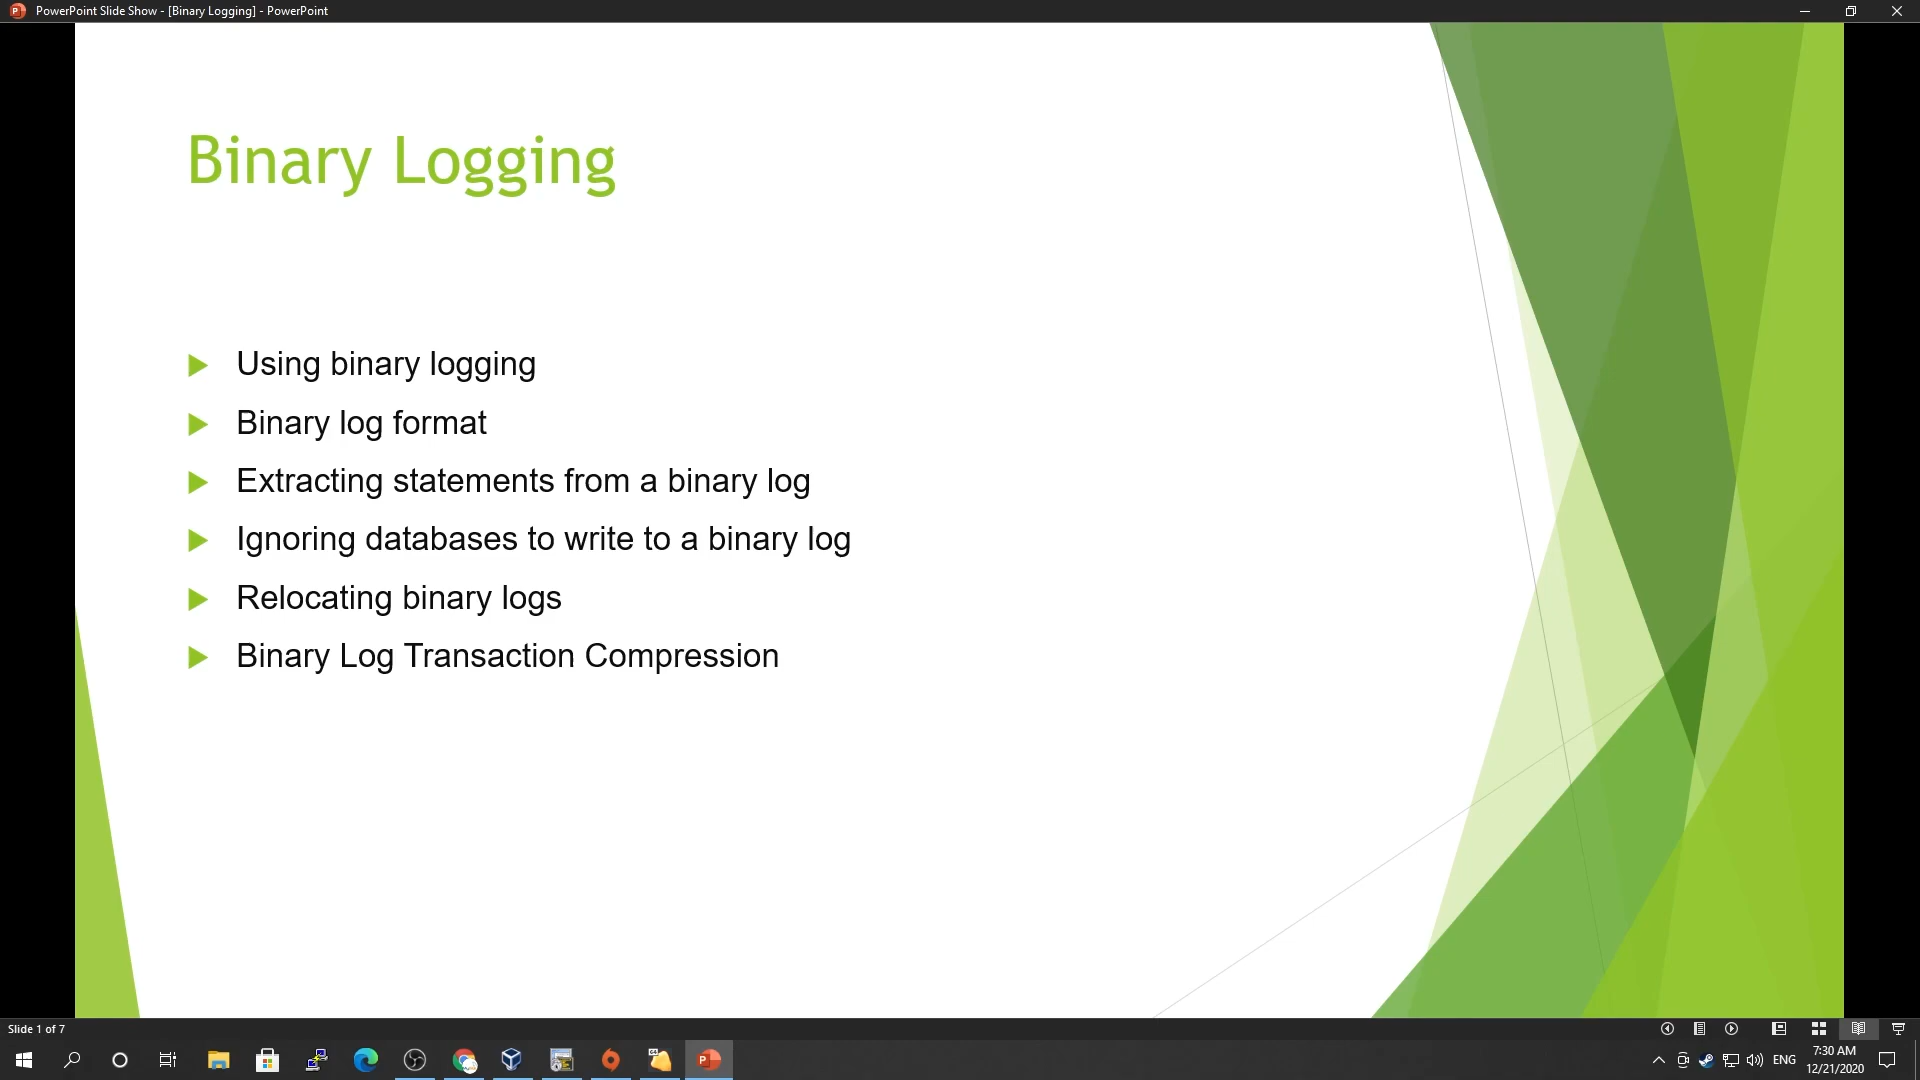 PowerPoint Slide Show - [Binary Logging] - PowerPoint
Binary Logging
Using binary logging
Binary log format
Extracting statements from a binary log
Ignoring databases to write to a binary log
Relocating binary logs
Binary Log Transaction Compression
Slide 1 of 7
ENG
7:30 AM
12/21/2020